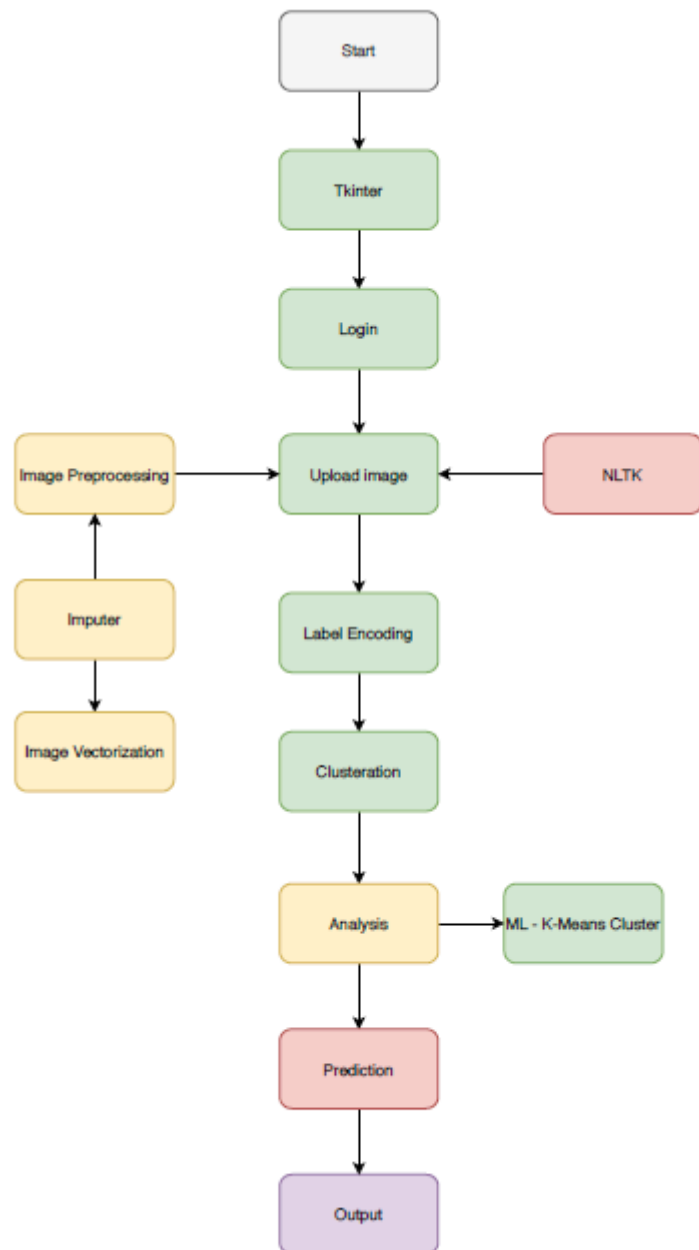 Start
Tkinter
Login
Image Preprocessing
Upload image
NLTK
Imputer
Label Encoding
Image Vectorization
Clusteration
Analysis
ML - K-Means Cluster
Prediction
Output